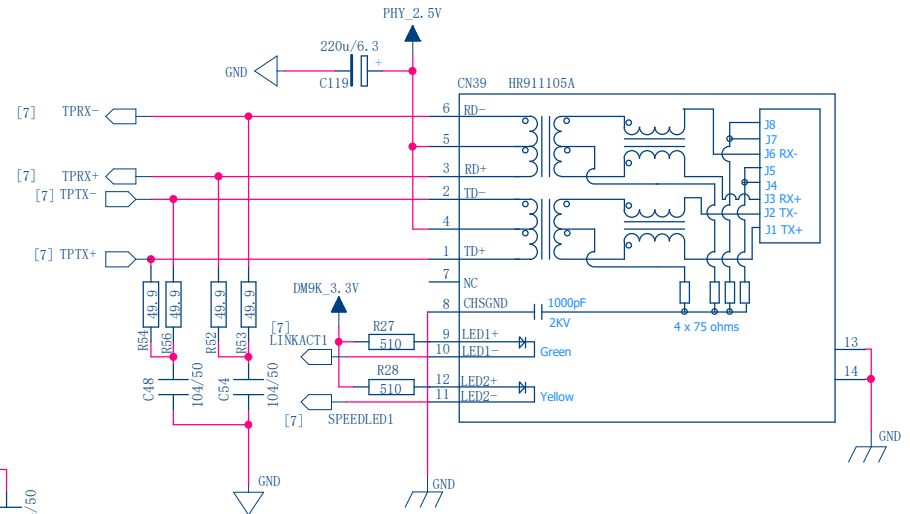 PHY_2.5V
220u/6.3
+
GND
C119
CN39 HR911105A
[7] TPRX-
6 RD-
5
J8
J7
J6 RX-
[7] TPRX+
3 RD+
J5
J4
[7] TPTX-
2 TD-
J3 RX+
J2 TX-
4
J1 TX+
[7] TPTX+
1 TD+
7 NC
49.9
49.9
49.9
49.9
R54
R56
R52
R53
DM9K_3.3V
8 CHSGND
1000pF
2KV
4 x 75 ohms
[7]
LINKACT1
R27
510
9 LED1+
10 LED1-
Green
13
14
C48
104/50
C54
104/50
R28
510
12 LED2+
11 LED2-
Yellow
[7] SPEEDLED1
GND
GND
GND
/50